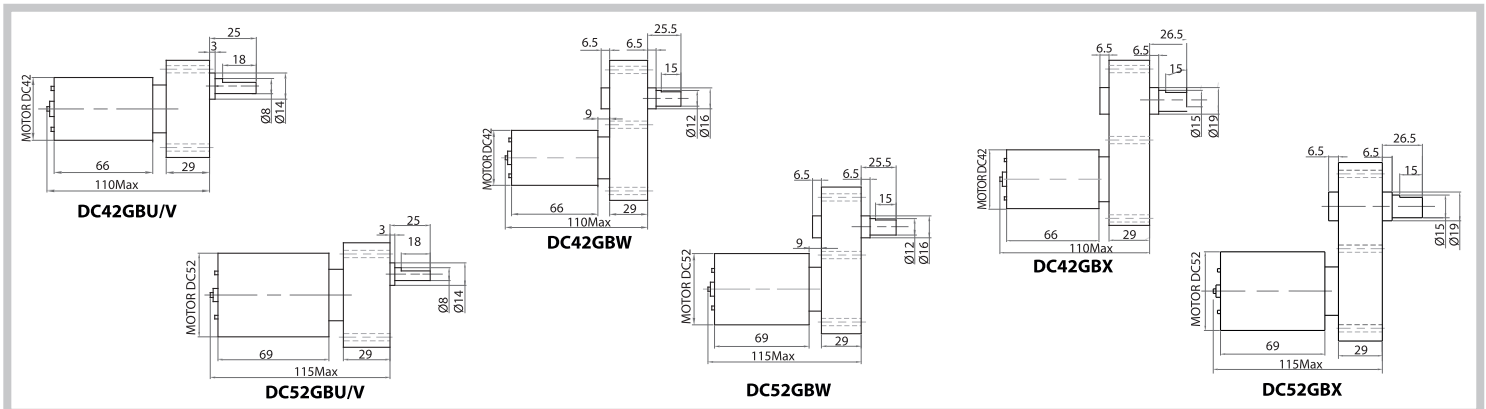 25
3
18
MOTOR DC42
Ø8
Ø14
66
29
110Max
DC42GBU/V
25.5
6.5 6.5
15
9
Ø12
Ø16
MOTOR DC42
66
29
110Max
DC42GBW
26.5
6.5 6.5
15
Ø15
Ø19
MOTOR DC42
66
29
110Max
DC42GBX
25
3
18
MOTOR DC52
Ø8
Ø14
69
29
115Max
DC52GBU/V
25.5
6.5 6.5
15
9
Ø12
Ø16
MOTOR DC52
69
29
115Max
DC52GBW
26.5
6.5 6.5
15
Ø15
Ø19
MOTOR DC52
69
29
115Max
DC52GBX